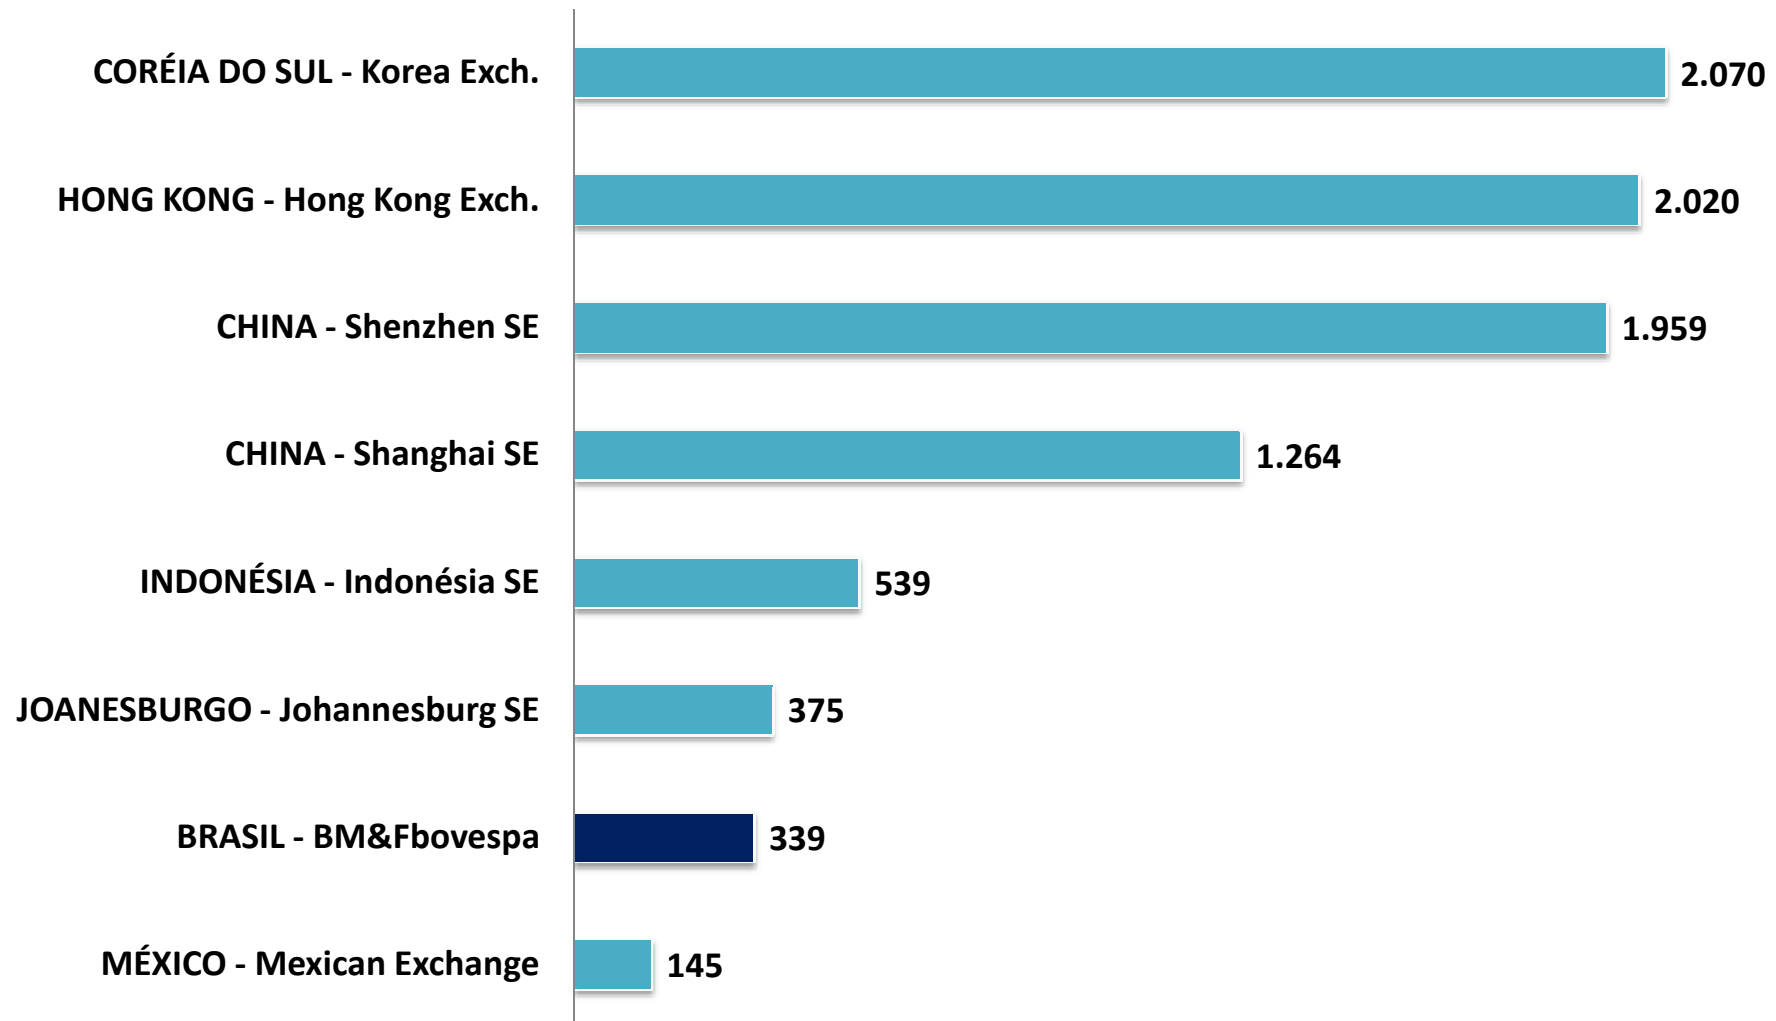 CORÉIA DO SUL - Korea Exch. 2.070
HONG KONG - Hong Kong Exch. 2.020
CHINA - Shenzhen SE 1.959
CHINA - Shanghai SE 1.264
INDONÉSIA - Indonésia SE 539
JOANESBURGO - Johannesburg SE 375
BRASIL - BM&Fbovespa 339
MÉXICO - Mexican Exchange 145